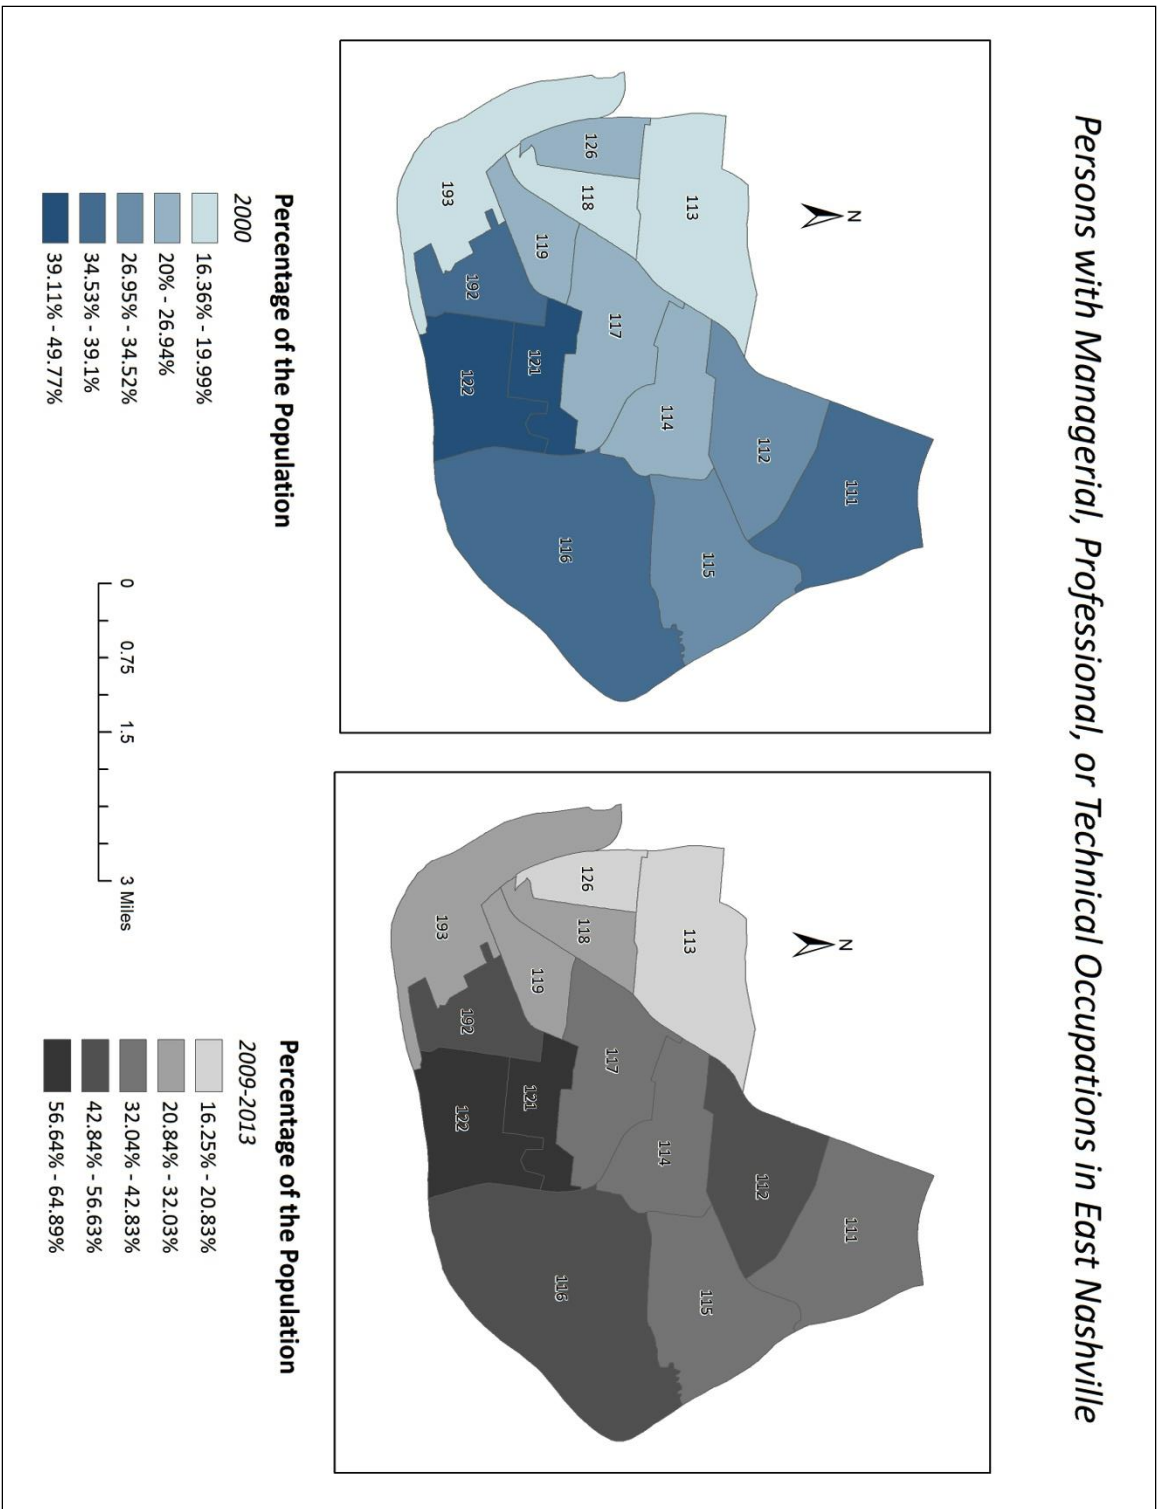 Persons with Managerial, Professional, or Technical Occupations in East Nashville
N
111
112
113
115
114
126
118
117
116
119
121
192
122
193
N
111
112
113
115
114
126
118
117
116
119
121
192
122
193
Percentage of the Population
2000
16.36% - 19.99%
20% - 26.94%
26.95% - 34.52%
34.53% - 39.1%
39.11% - 49.77%
0 0.75 1.5 3 Miles
Percentage of the Population
2009-2013
16.25% - 20.83%
20.84% - 32.03%
32.04% - 42.83%
42.84% - 56.63%
56.64% - 64.89%